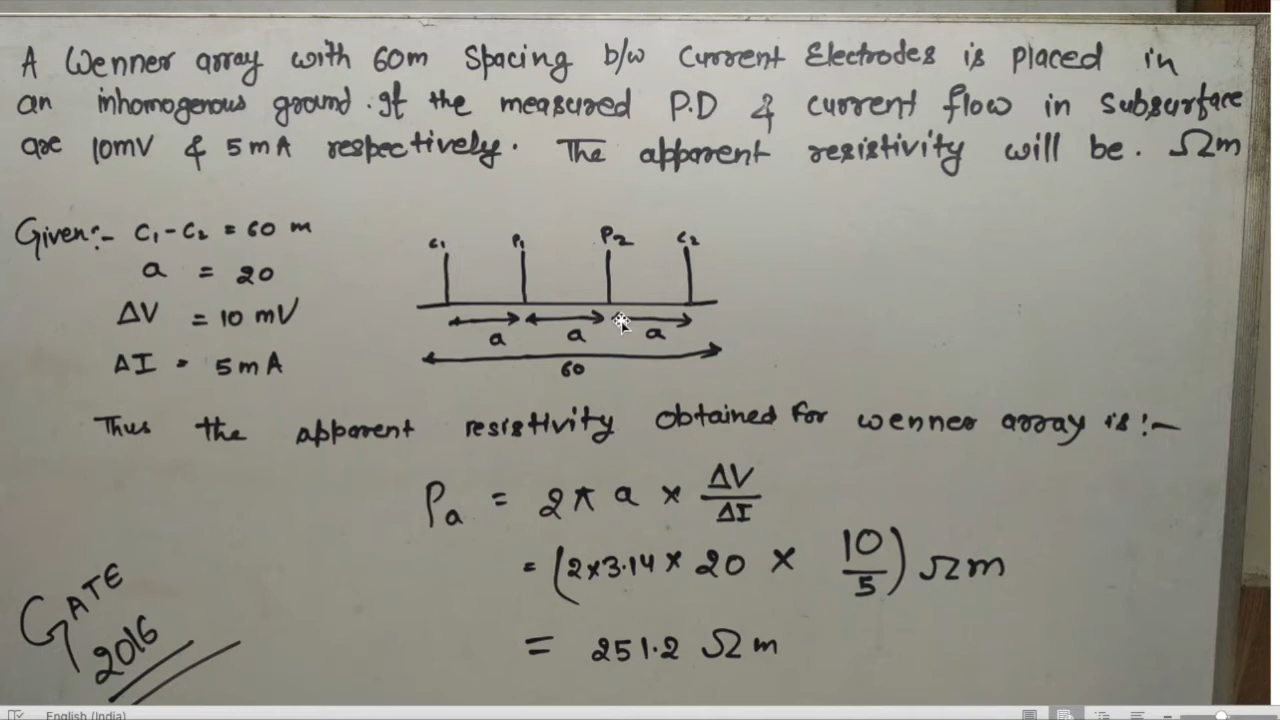 A Wenner array with 60m Spacing b/w Current Electrodes is placed in
an inhomogenous ground. If the measured P.D & current flow in subsurface
are 10mV & 5mA respectively. The apparent resistivity will be. Ωm
Given:- C₁-C₂ = 60 m
a = 20
ΔV = 10 mV
ΔI = 5mA
C₁ P₁ P₂ C₂
a a a
60
Thus the apparent resistivity obtained for wenner array is:-
ρa = 2π a × ΔV/ΔI
= (2×3.14× 20 × 10/5) Ωm
= 251.2 Ωm
GATE
2016
English (India)